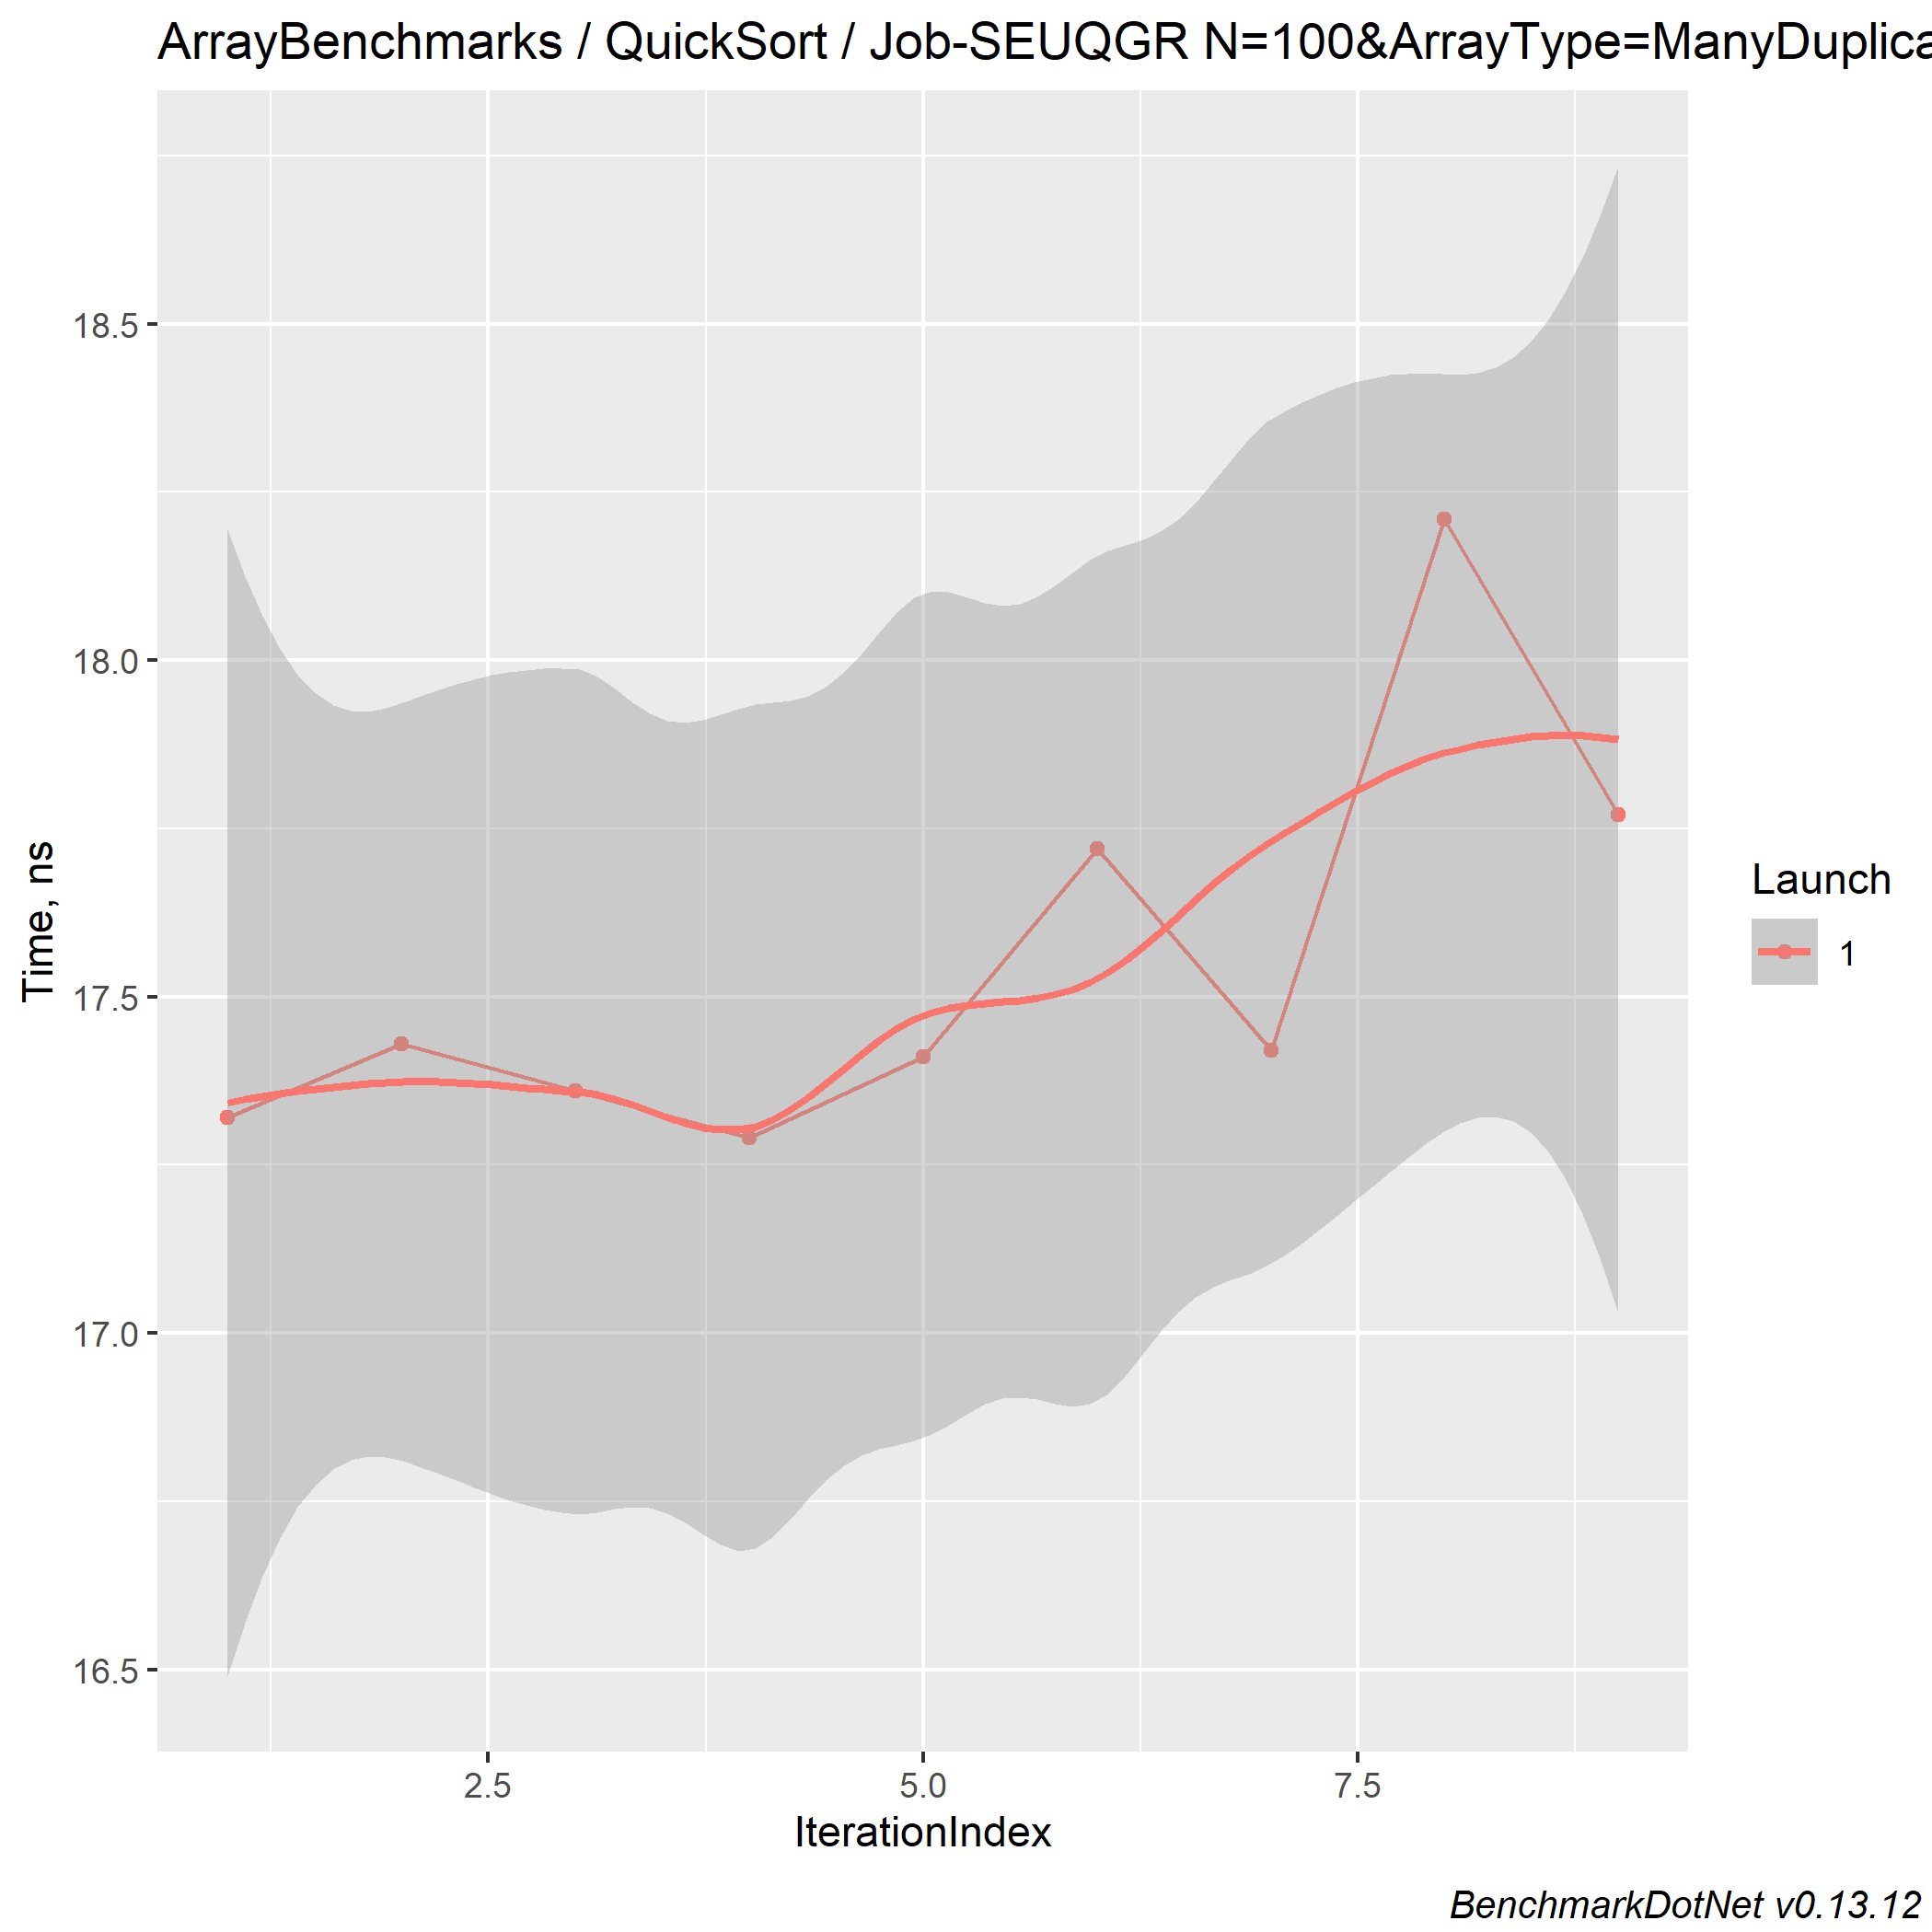 ArrayBenchmarks / QuickSort / Job-SEUQGR N=100&ArrayType=ManyDuplica
18.5
18.0
17.5
17.0
16.5
Time, ns
2.5 5.0 7.5
IterationIndex
Launch
1
BenchmarkDotNet v0.13.12